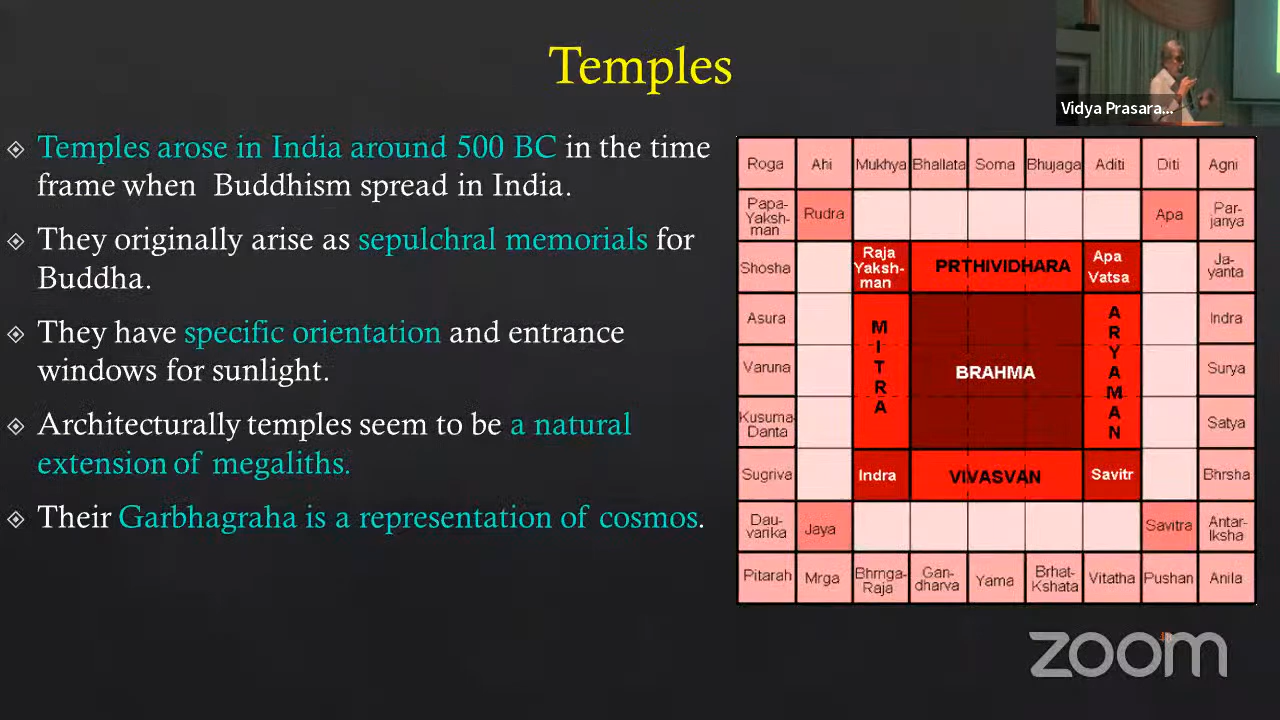 Temples
Vidya Prasara...
Temples arose in India around 500 BC in the time
frame when Buddhism spread in India.
They originally arise as sepulchral memorials for
Buddha.
They have specific orientation and entrance
windows for sunlight.
Architecturally temples seem to be a natural
extension of megaliths.
Their Garbhagraha is a representation of cosmos.
Roga Ahi Mukhya Bhallata Soma Bhujaga Aditi Diti Agni
Papa-
Yaksh-
man
Rudra
Apa
Par-
janya
Shosha
Raja
Yaksh-
man
PRTHIVIDHARA
Apa
Vatsa
Ja-
yanta
Asura
Indra
MITRA
ARYAMAN
Varuna
BRAHMA
Surya
Kusuma-
Danta
Satya
Sugriva Indra VIVASVAN Savitr Bhrsha
Dau-
varika
Jaya
Savitra
Antar-
Iksha
Pitarah Mrga
Bhrnga-
Raja
Gan-
dharva
Yama
Brhat-
Kshata
Vitatha Pushan Anila
zoom